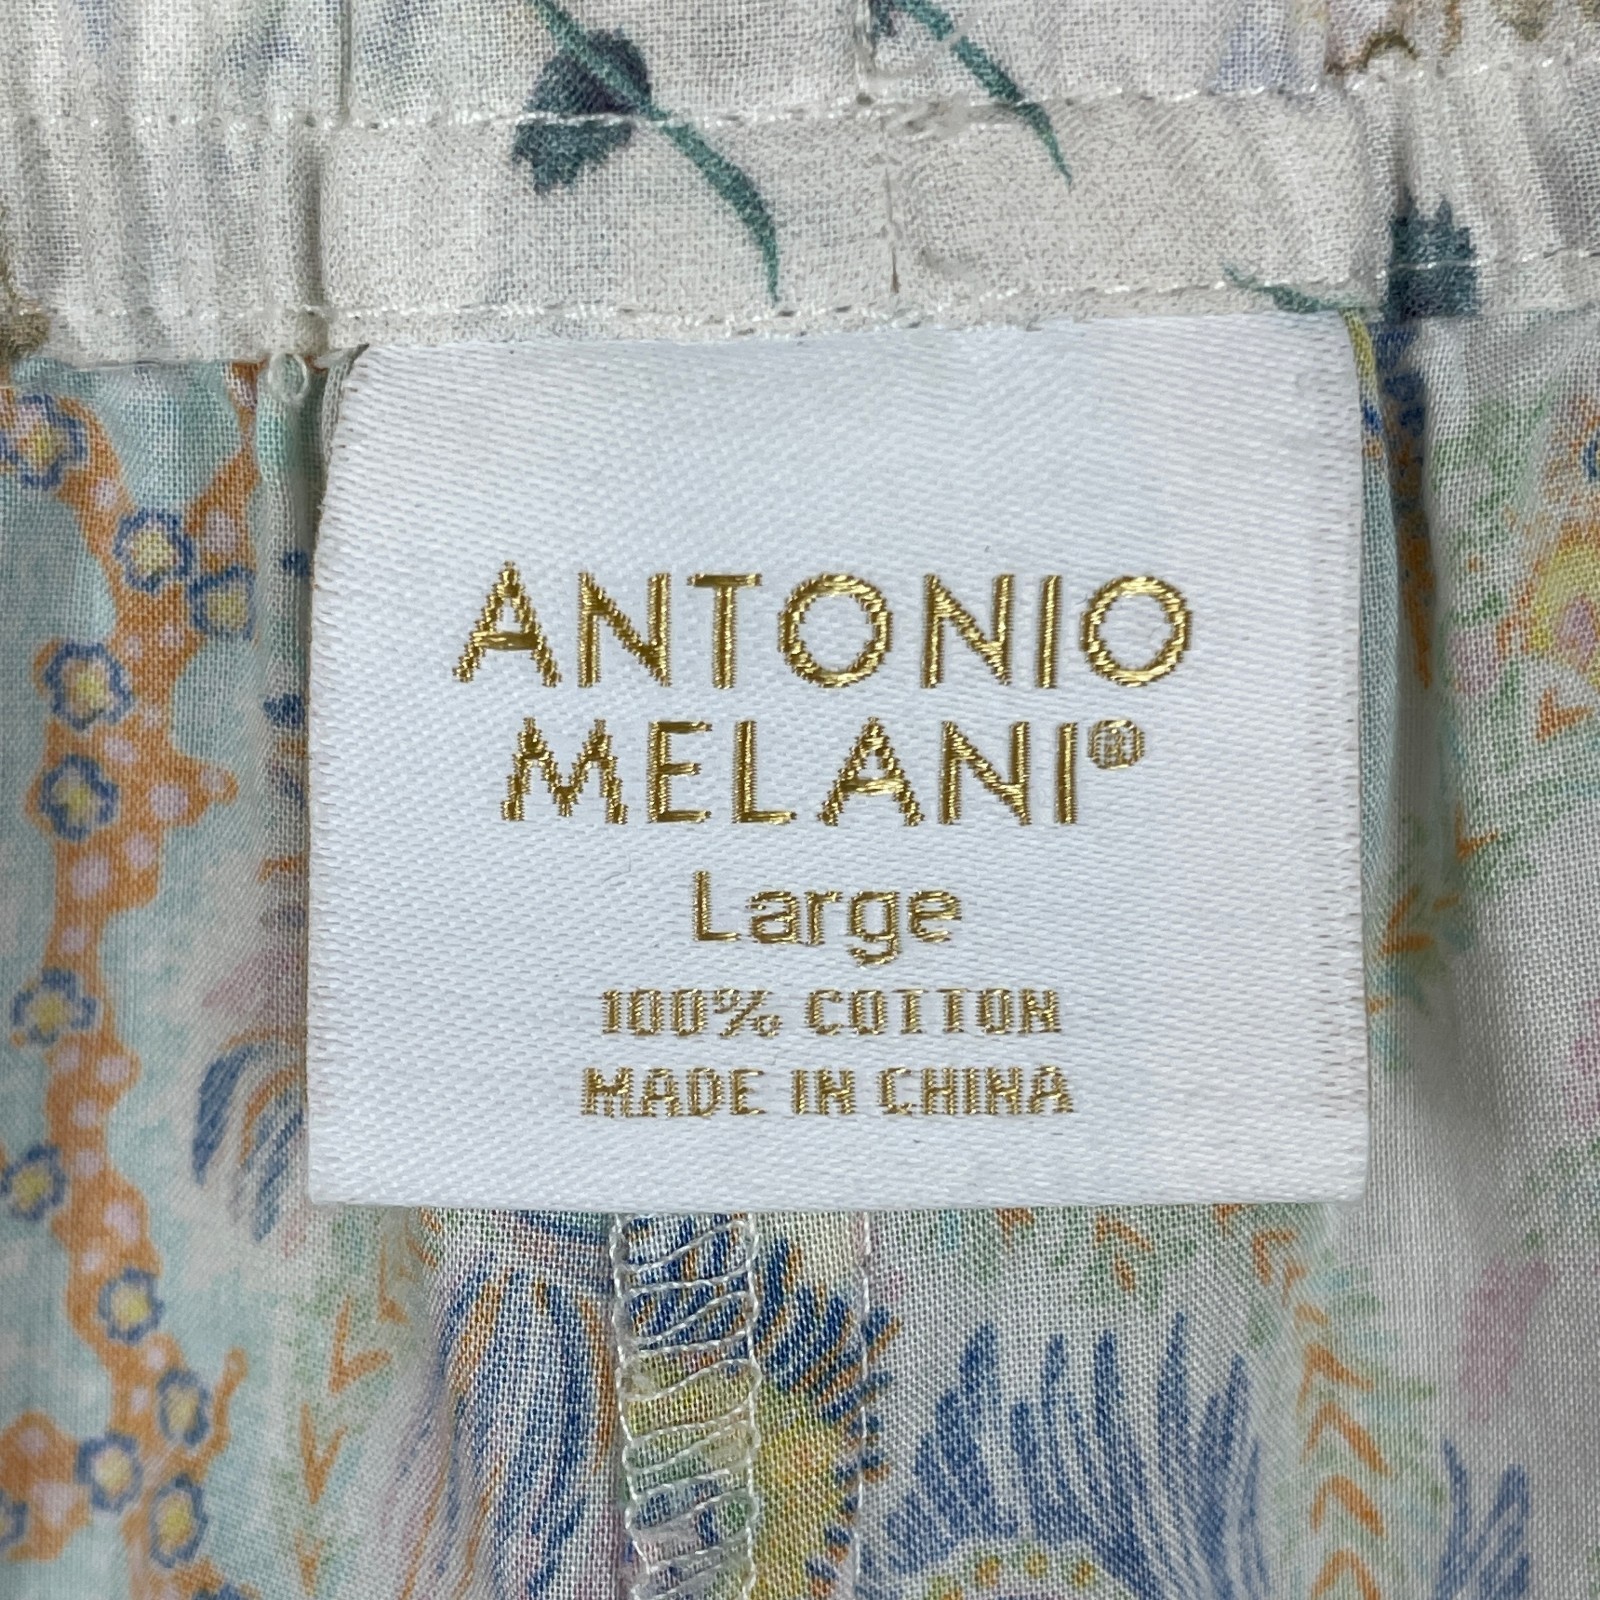 ANTONIO
MELANI®
Large
100% COTTON
MADE IN CHINA